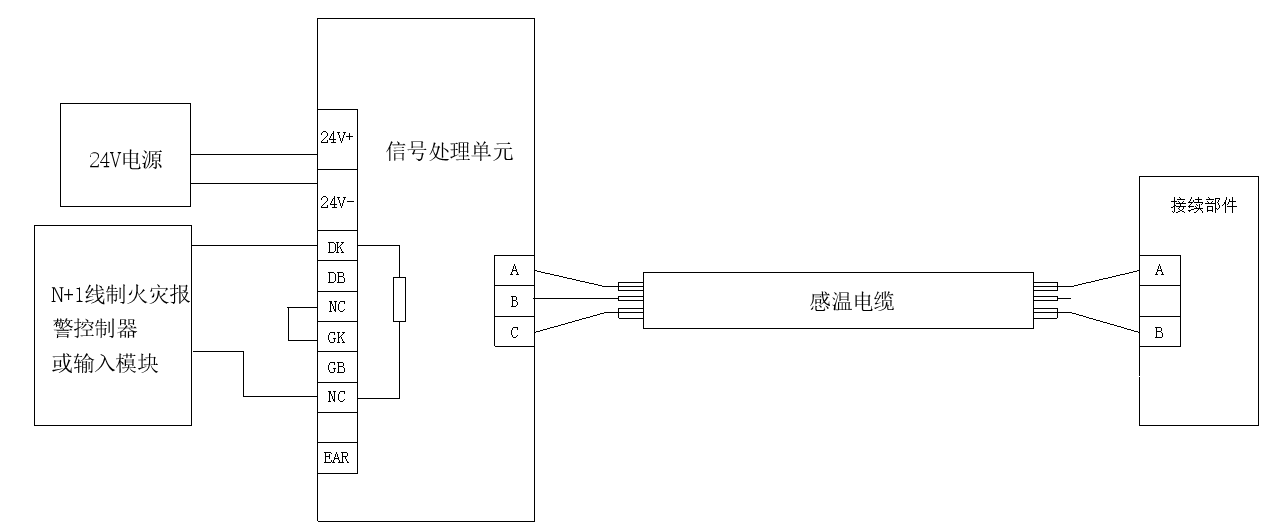 24V电源
N+1线制火灾报
警控制器
或输入模块
24V+
24V-
DK
DB
NC
GK
GB
NC
EAR
信号处理单元
A
B
C
感温电缆
接续部件
A
B